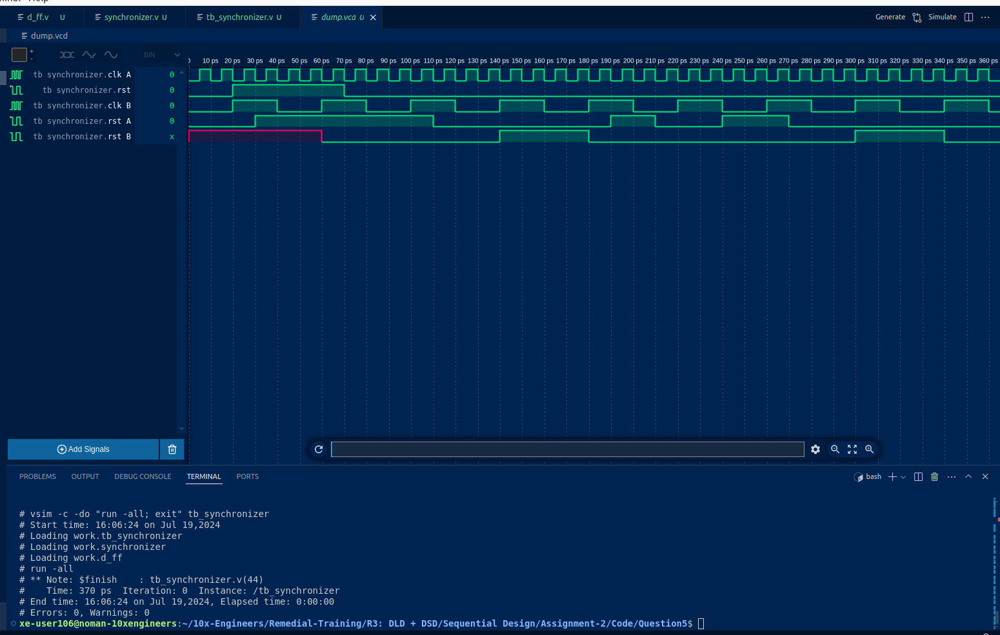 Help
d_ff.v U synchronizer.v U tb_synchronizer.v U dump.vcd U Generate Simulate
dump.vcd
+
-
BIN
10 ps 20 ps 30 ps 40 ps 50 ps 60 ps 70 ps 80 ps 90 ps 100 ps 110 ps 120 ps 130 ps 140 ps 150 ps 160 ps 170 ps 180 ps 190 ps 200 ps 210 ps 220 ps 230 ps 240 ps 250 ps 260 ps 270 ps 280 ps 290 ps 300 ps 310 ps 320 ps 330 ps 340 ps 350 ps 360 ps
tb synchronizer.clk A 0
tb synchronizer.rst 0
tb synchronizer.clk B 0
tb synchronizer.rst A 0
tb synchronizer.rst B x
Add Signals
PROBLEMS OUTPUT DEBUG CONSOLE TERMINAL PORTS bash
# vsim -c -do "run -all; exit" tb_synchronizer
# Start time: 16:06:24 on Jul 19,2024
# Loading work.tb_synchronizer
# Loading work.synchronizer
# Loading work.d_ff
# run -all
# ** Note: $finish    : tb_synchronizer.v(44)
#    Time: 370 ps  Iteration: 0  Instance: /tb_synchronizer
# End time: 16:06:24 on Jul 19,2024, Elapsed time: 0:00:00
# Errors: 0, Warnings: 0
xe-user106@noman-10xengineers:~/10x-Engineers/Remedial-Training/R3: DLD + DSD/Sequential Design/Assignment-2/Code/Question5$